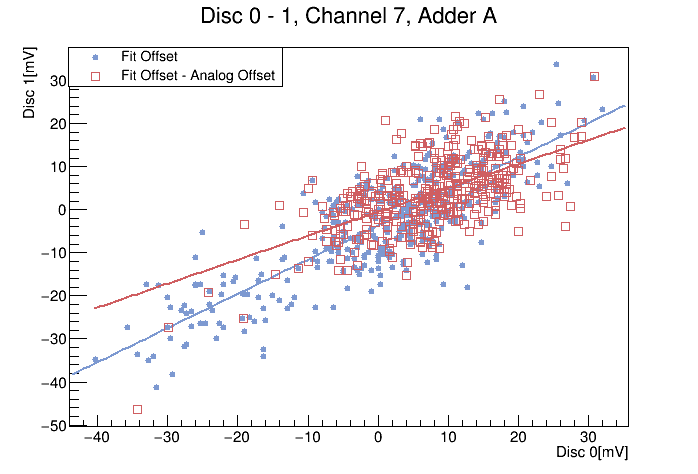 Disc 0 - 1, Channel 7, Adder A
Disc 1[mV]
Fit Offset
Fit Offset - Analog Offset
30
20
10
0
−10
−20
−30
−40
−50
−40 −30 −20 −10 0 10 20 30
Disc 0[mV]